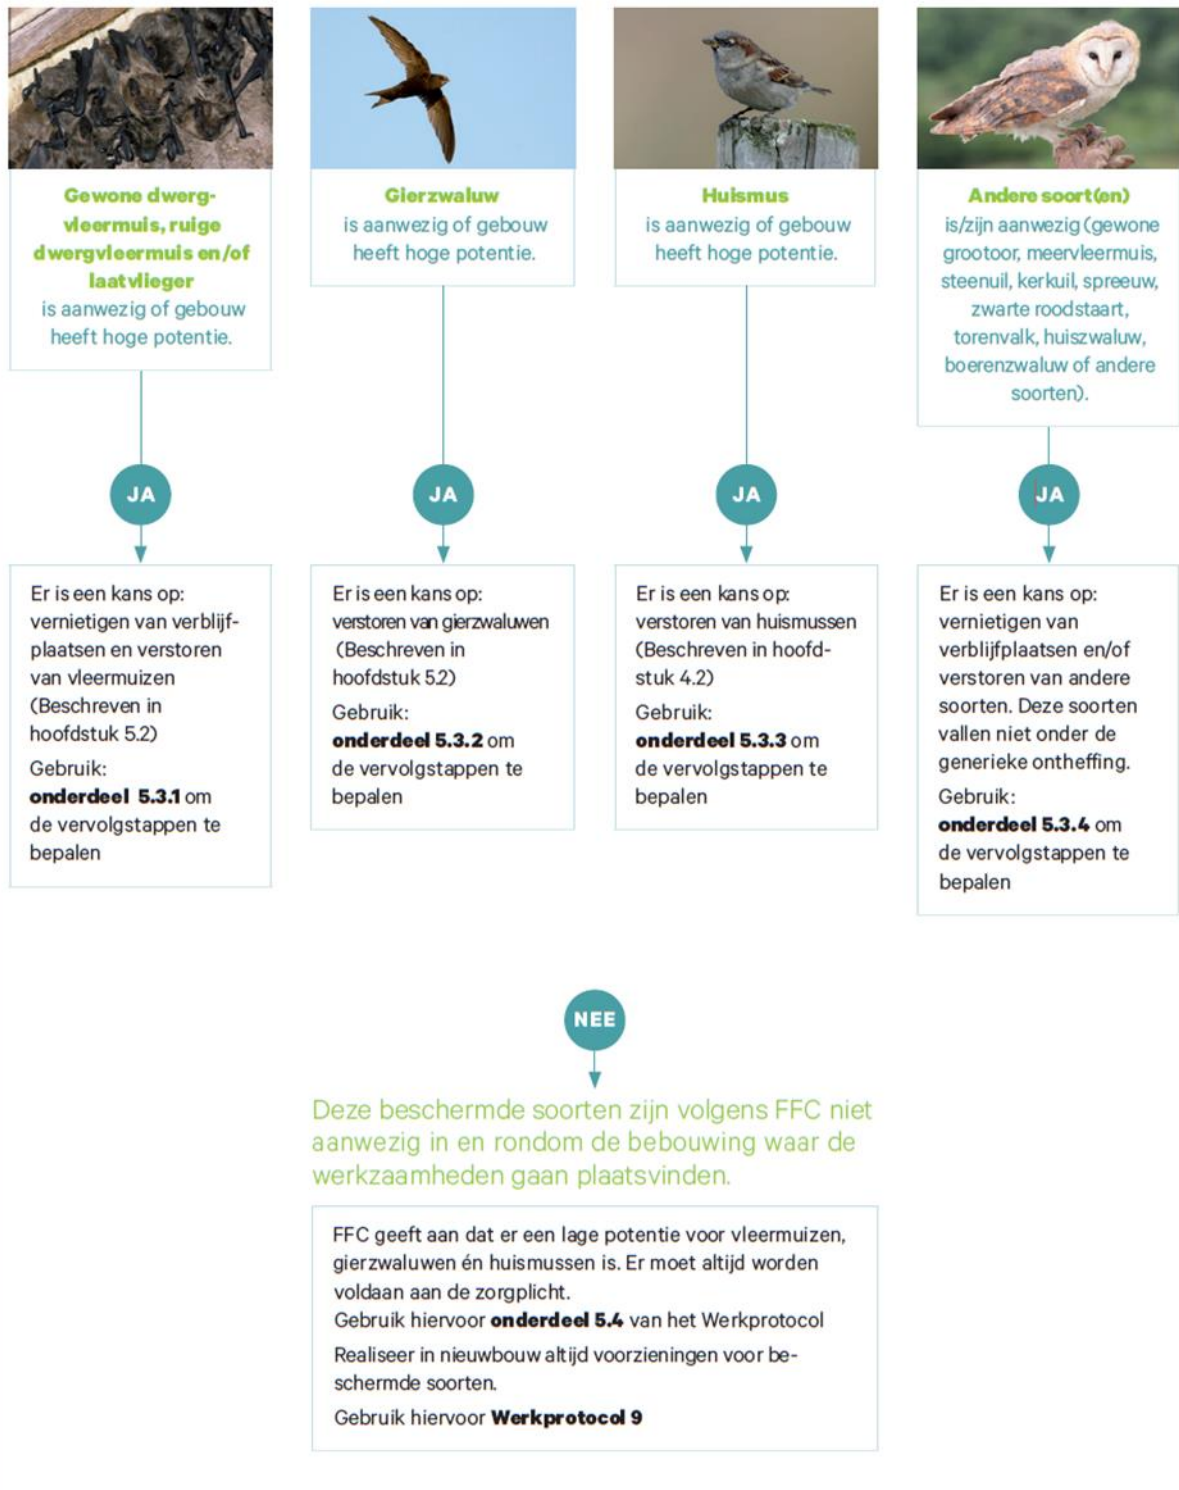 Gewone dwerg-
vleermuis, ruige
dwergvleermuis en/of
laatvlieger
is aanwezig of gebouw
heeft hoge potentie.
JA
Er is een kans op:
vernietigen van verblijf-
plaatsen en verstoren
van vleermuizen
(Beschreven in
hoofdstuk 5.2)
Gebruik:
onderdeel 5.3.1 om
de vervolgstappen te
bepalen
Gierzwaluw
is aanwezig of gebouw
heeft hoge potentie.
JA
Er is een kans op:
verstoren van gierzwaluwen
(Beschreven in
hoofdstuk 5.2)
Gebruik:
onderdeel 5.3.2 om
de vervolgstappen te
bepalen
Huismus
is aanwezig of gebouw
heeft hoge potentie.
JA
Er is een kans op:
verstoren van huismussen
(Beschreven in hoofd-
stuk 4.2)
Gebruik:
onderdeel 5.3.3 om
de vervolgstappen te
bepalen
Andere soort(en)
is/zijn aanwezig (gewone
grootoor, meervleermuis,
steenuil, kerkuil, spreeuw,
zwarte roodstaart,
torenvalk, huiszwaluw,
boerenzwaluw of andere
soorten).
JA
Er is een kans op:
vernietigen van
verblijfplaatsen en/of
verstoren van andere
soorten. Deze soorten
vallen niet onder de
generieke ontheffing.
Gebruik:
onderdeel 5.3.4 om
de vervolgstappen te
bepalen
NEE
Deze beschermde soorten zijn volgens FFC niet
aanwezig in en rondom de bebouwing waar de
werkzaamheden gaan plaatsvinden.
FFC geeft aan dat er een lage potentie voor vleermuizen,
gierzwaluwen én huismussen is. Er moet altijd worden
voldaan aan de zorgplicht.
Gebruik hiervoor onderdeel 5.4 van het Werkprotocol
Realiseer in nieuwbouw altijd voorzieningen voor be-
schermde soorten.
Gebruik hiervoor Werkprotocol 9